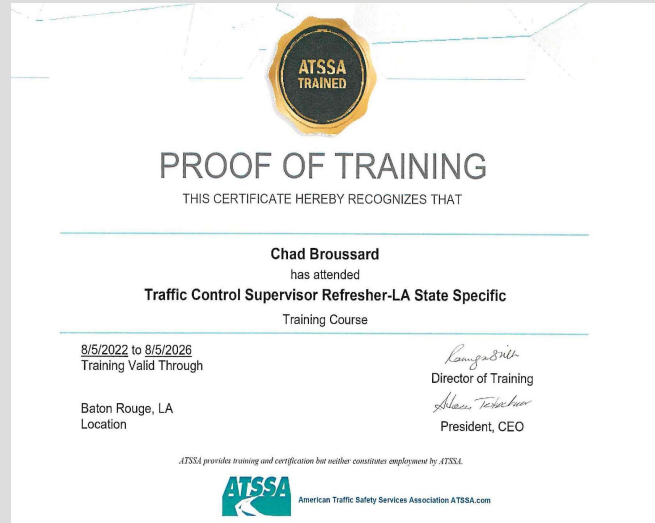 ATSSA
TRAINED
PROOF OF TRAINING
THIS CERTIFICATE HEREBY RECOGNIZES THAT
Chad Broussard
has attended
Traffic Control Supervisor Refresher-LA State Specific
Training Course
8/5/2022 to 8/5/2026
Training Valid Through
Director of Training
Baton Rouge, LA
Location
President, CEO
ATSSA provides training and certification but neither constitutes employment by ATSSA.
ATSSA
American Traffic Safety Services Association ATSSA.com